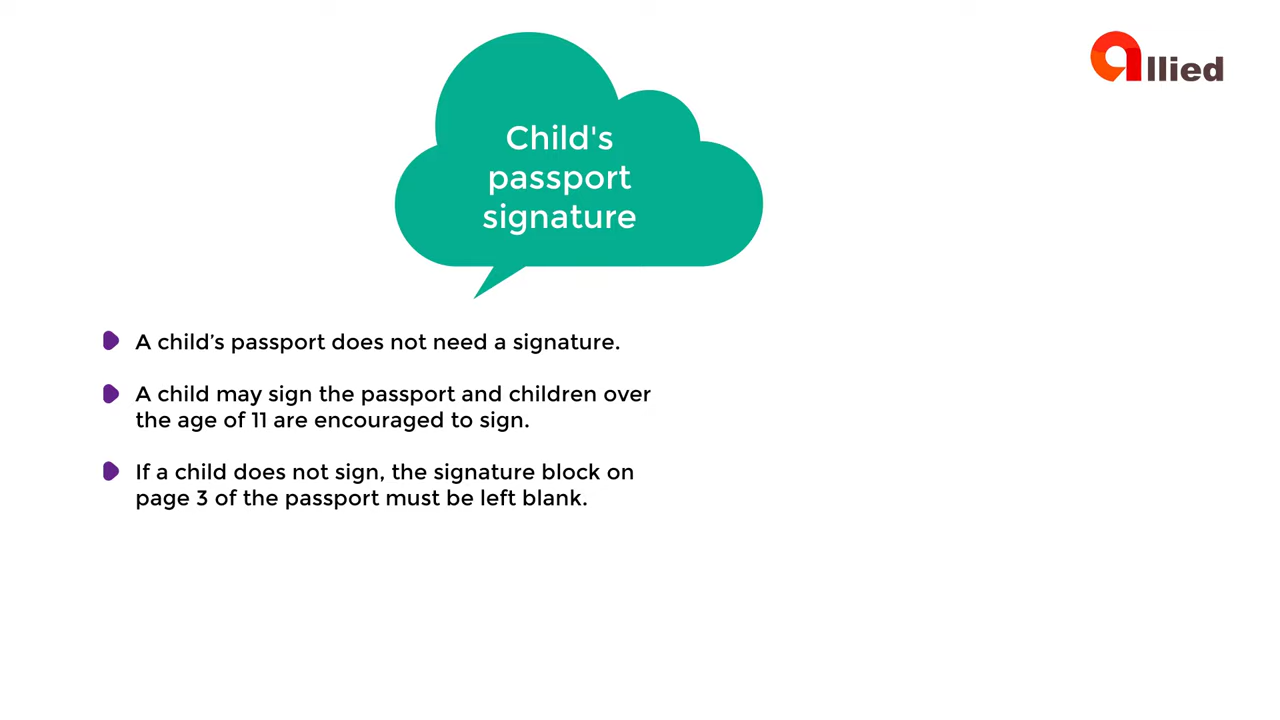 allied
Child's
passport
signature
A child’s passport does not need a signature.
A child may sign the passport and children over
the age of 11 are encouraged to sign.
If a child does not sign, the signature block on
page 3 of the passport must be left blank.